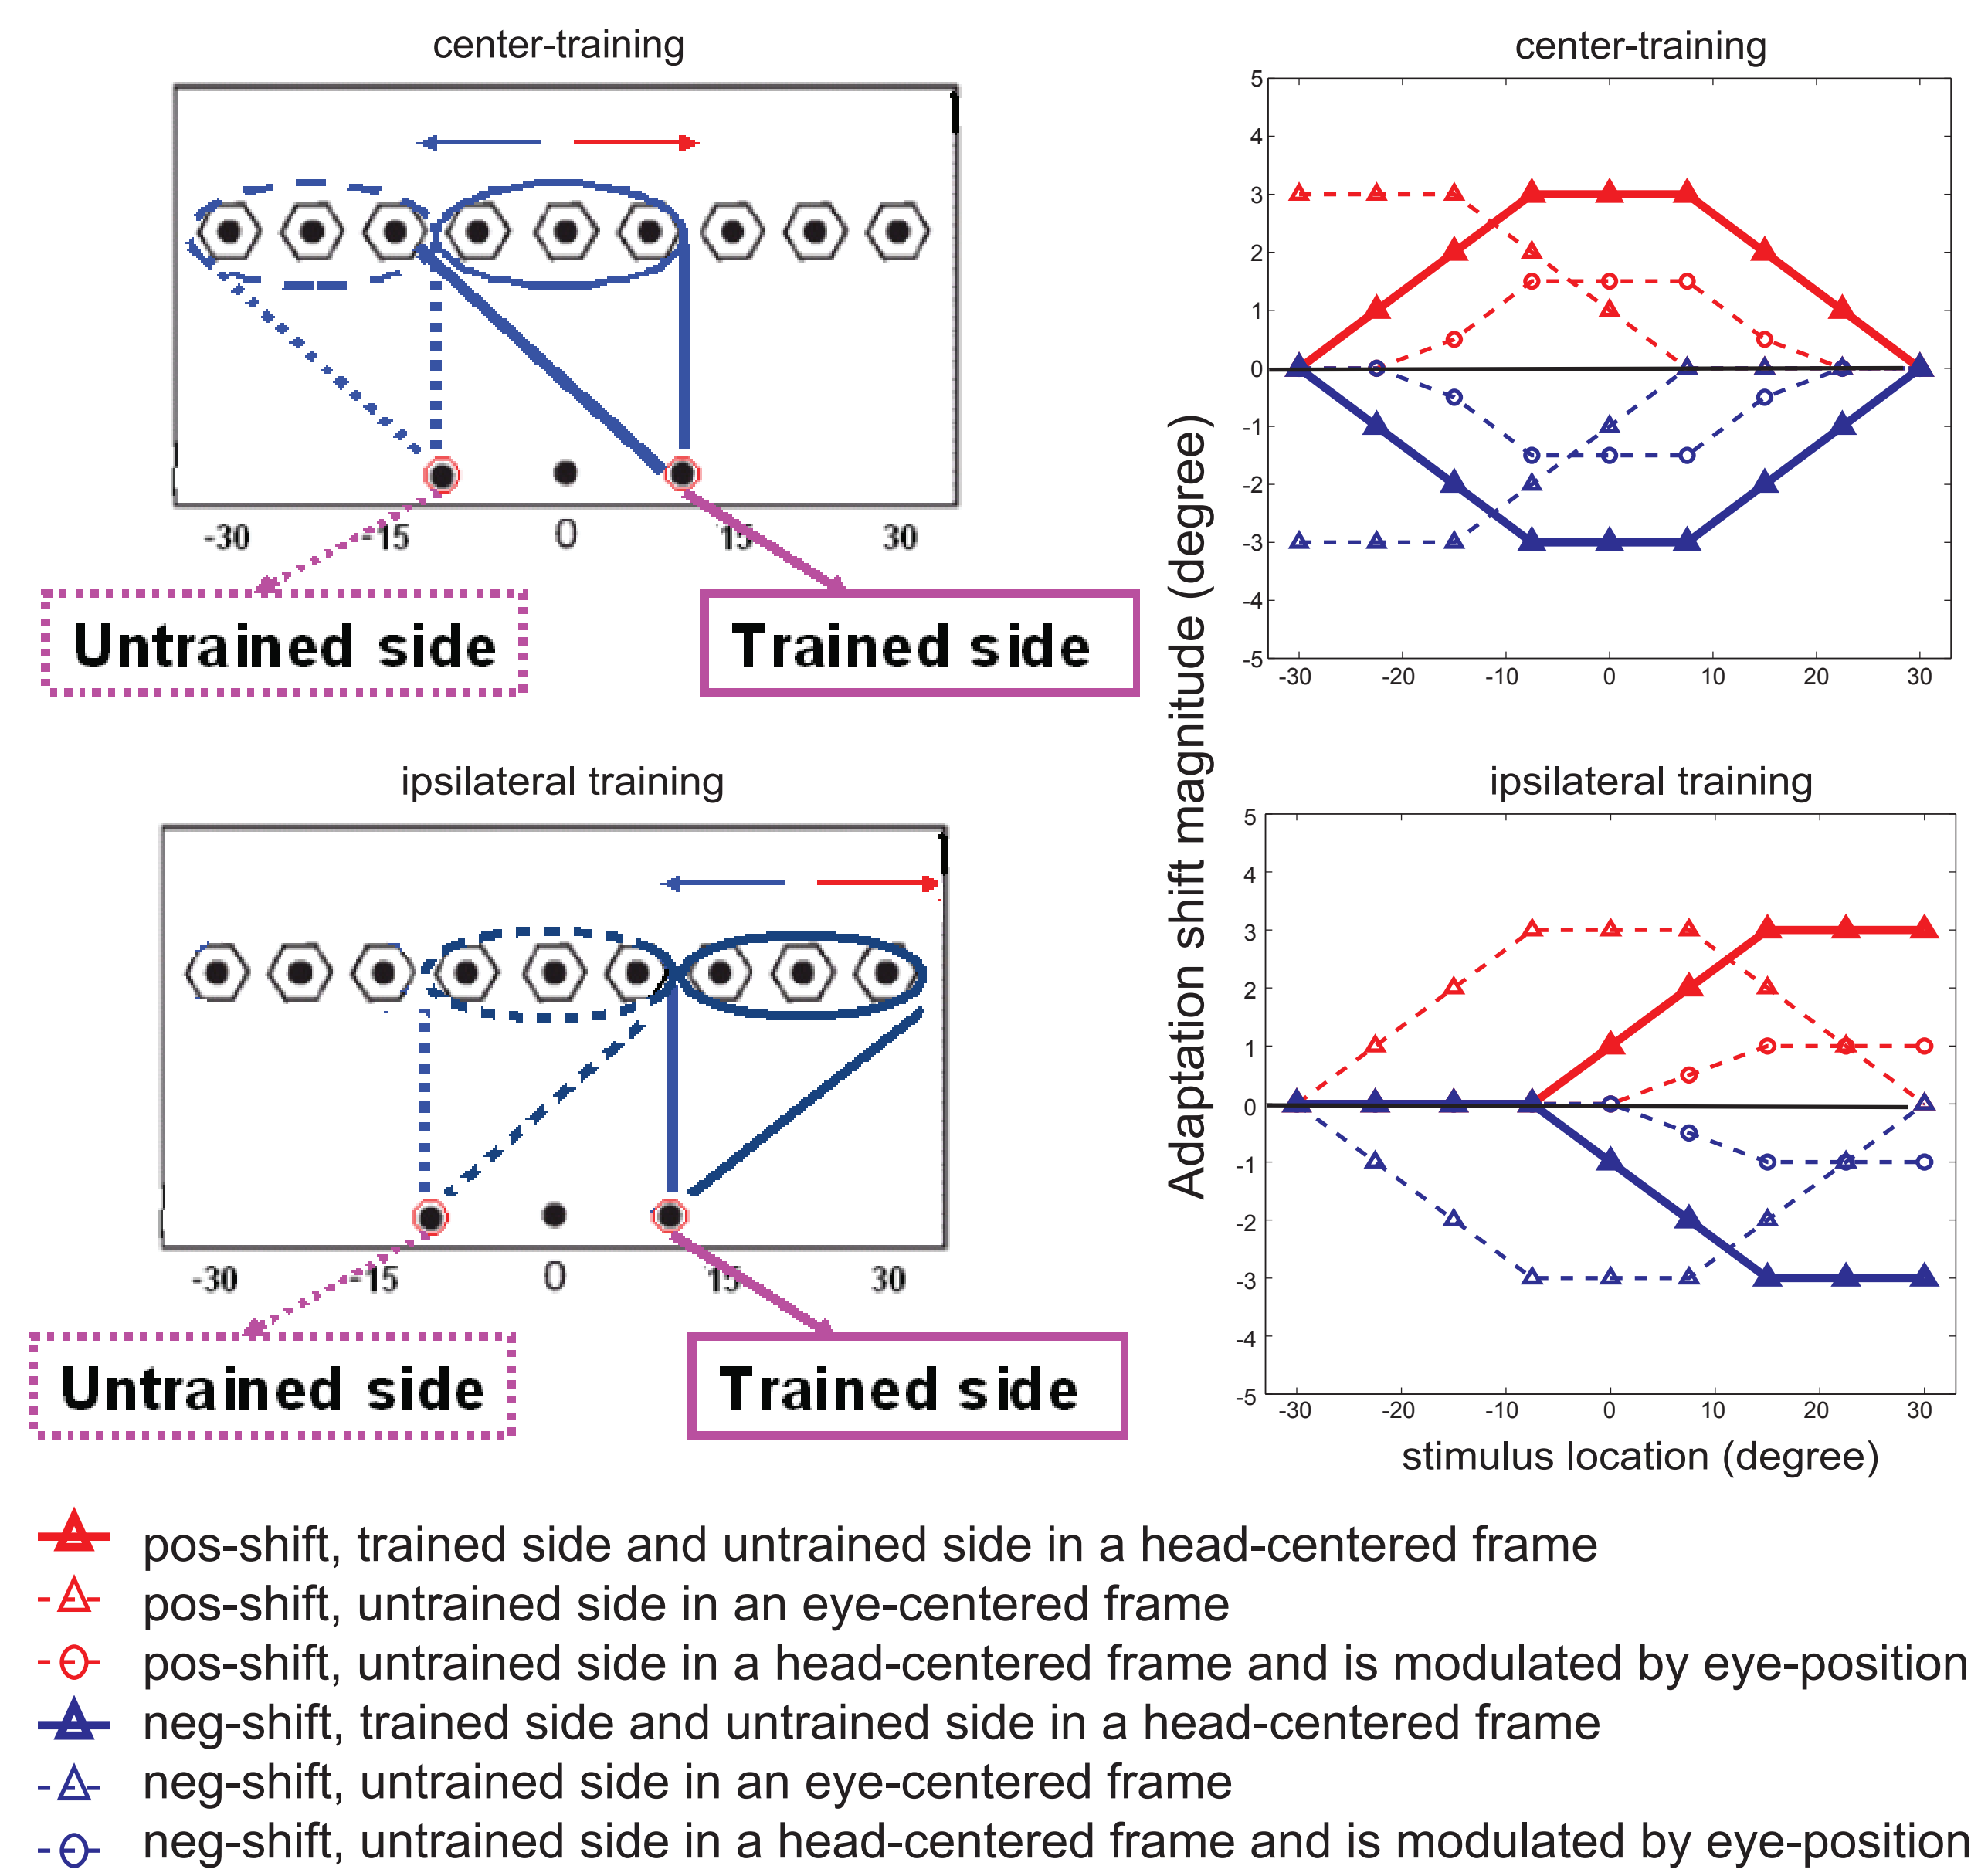 center-training
-30 -15 0 15 30
Untrained side
Trained side
center-training
5
4
3
2
1
0
-1
-2
-3
-4
-5
-30 -20 -10 0 10 20 30
Adaptation shift magnitude (degree)
ipsilateral training
-30 -15 0 15 30
Untrained side
Trained side
ipsilateral training
5
4
3
2
1
0
-1
-2
-3
-4
-5
-30 -20 -10 0 10 20 30
stimulus location (degree)
pos-shift, trained side and untrained side in a head-centered frame
pos-shift, untrained side in an eye-centered frame
pos-shift, untrained side in a head-centered frame and is modulated by eye-position
neg-shift, trained side and untrained side in a head-centered frame
neg-shift, untrained side in an eye-centered frame
neg-shift, untrained side in a head-centered frame and is modulated by eye-position